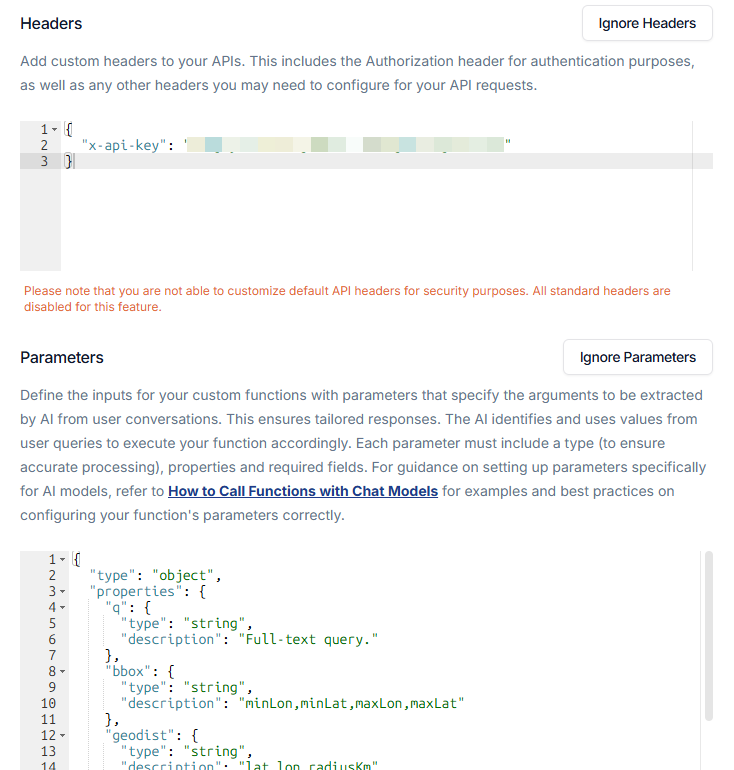 Headers
Ignore Headers
Add custom headers to your APIs. This includes the Authorization header for authentication purposes,
as well as any other headers you may need to configure for your API requests.
1 {
2 "x-api-key": " "
3 }
Please note that you are not able to customize default API headers for security purposes. All standard headers are
disabled for this feature.
Parameters
Ignore Parameters
Define the inputs for your custom functions with parameters that specify the arguments to be extracted
by AI from user conversations. This ensures tailored responses. The AI identifies and uses values from
user queries to execute your function accordingly. Each parameter must include a type (to ensure
accurate processing), properties and required fields. For guidance on setting up parameters specifically
for AI models, refer to How to Call Functions with Chat Models for examples and best practices on
configuring your function's parameters correctly.
1 {
2 "type": "object",
3 "properties": {
4 "q": {
5 "type": "string",
6 "description": "Full-text query."
7 },
8 "bbox": {
9 "type": "string",
10 "description": "minLon,minLat,maxLon,maxLat"
11 },
12 "geodist": {
13 "type": "string",
14 "description": "lat,lon,radiusKm"